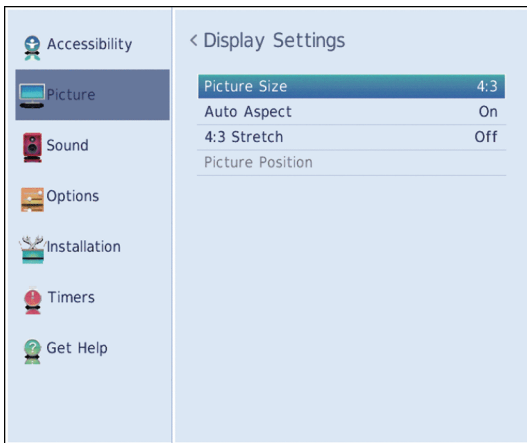 Accessibility
Picture
Sound
Options
Installation
Timers
Get Help
< Display Settings
Picture Size 4:3
Auto Aspect On
4:3 Stretch Off
Picture Position